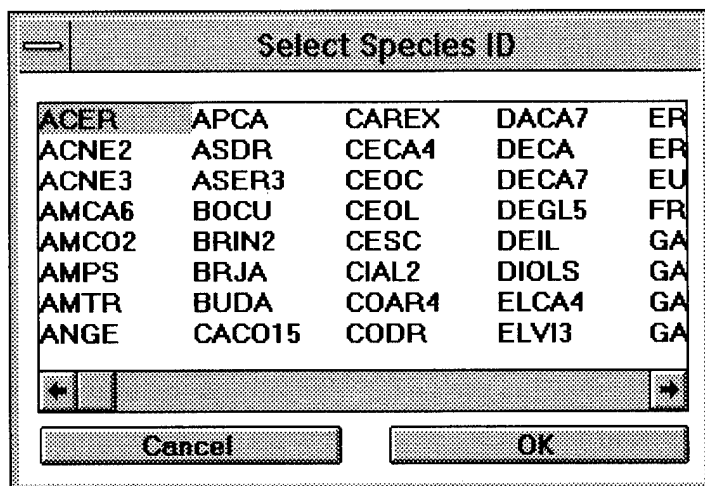 Select Species ID
ACER APCA CAREX DACA7 ER
ACNE2 ASDR CECA4 DECA ER
ACNE3 ASER3 CEOC DECA7 EU
AMCA6 BOCU CEOL DEGL5 FR
AMCO2 BRIN2 CESC DEIL GA
AMPS BRJA CIAL2 DIOLS GA
AMTR BUDA COAR4 ELCA4 GA
ANGE CACO15 CODR ELVI3 GA
Cancel OK